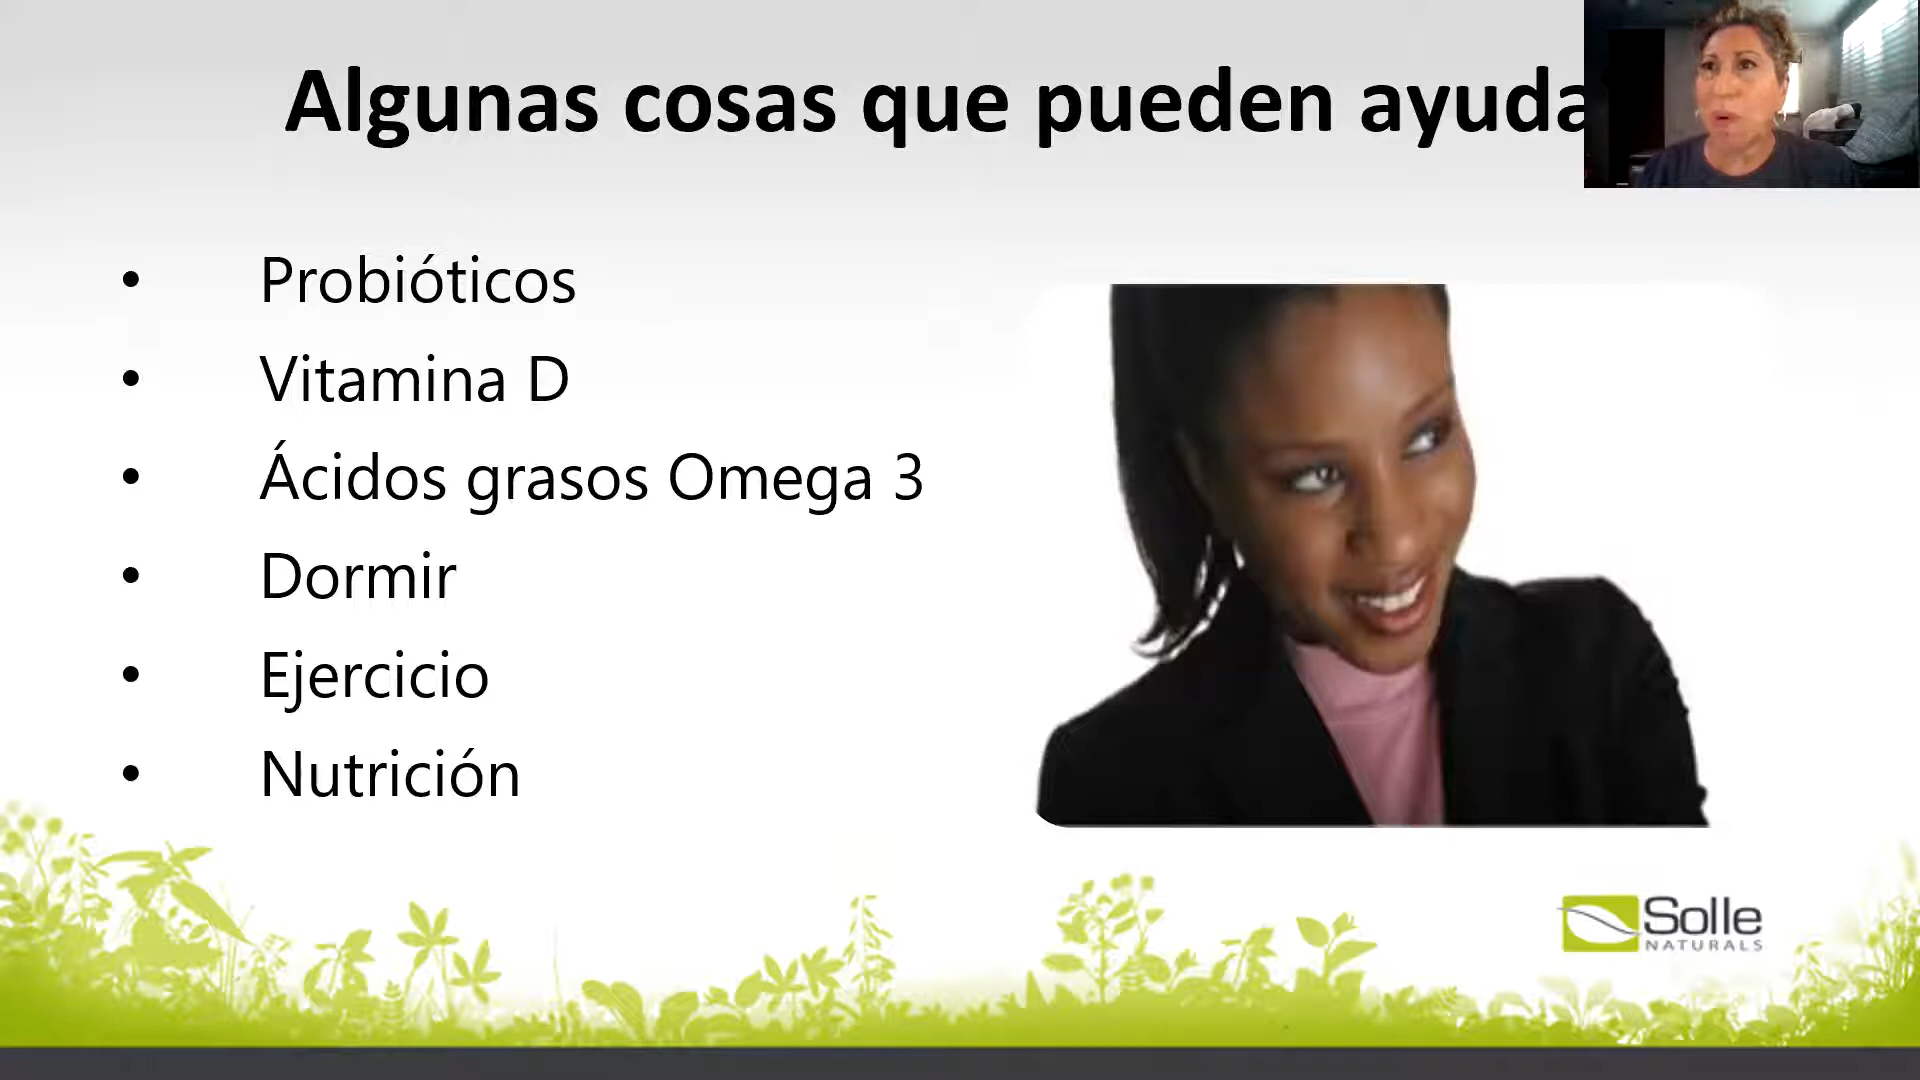 Algunas cosas que pueden ayuda
• Probióticos
• Vitamina D
• Ácidos grasos Omega 3
• Dormir
• Ejercicio
• Nutrición
Solle
NATURALS